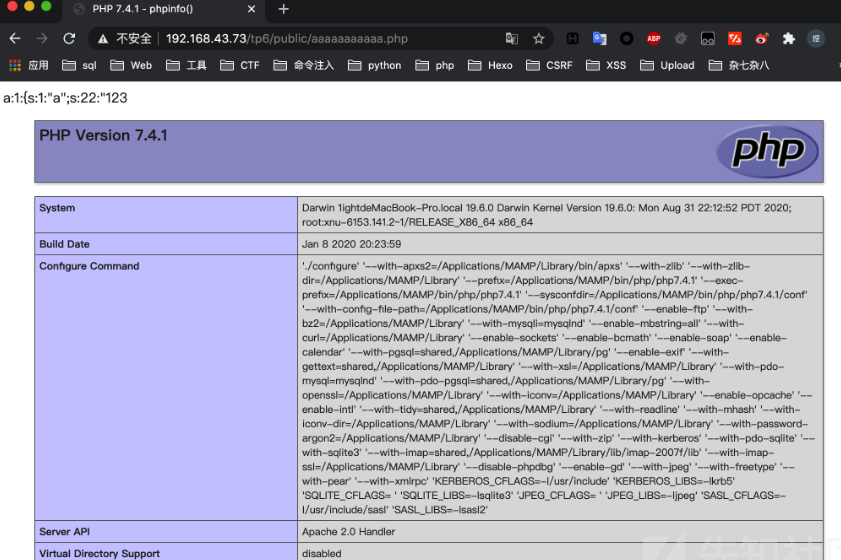 PHP 7.4.1 - phpinfo()
不安全 192.168.43.73/tp6/public/aaaaaaaaaaa.php
ABP
应用 sql Web 工具 CTF 命令注入 python php Hexo CSRF XSS Upload 杂七杂八
a:1:{s:1:"a";s:22:"123
PHP Version 7.4.1
php
System
Darwin 1ightdeMacBook-Pro.local 19.6.0 Darwin Kernel Version 19.6.0: Mon Aug 31 22:12:52 PDT 2020;
root:xnu-6153.141.2~1/RELEASE_X86_64 x86_64
Build Date
Jan 8 2020 20:23:59
Configure Command
'./configure' '--with-apxs2=/Applications/MAMP/Library/bin/apxs' '--with-zlib' '--with-zlib-
dir=/Applications/MAMP/Library' '--prefix=/Applications/MAMP/bin/php/php7.4.1' '--exec-
prefix=/Applications/MAMP/bin/php/php7.4.1' '--sysconfdir=/Applications/MAMP/bin/php/php7.4.1/conf'
'--with-config-file-path=/Applications/MAMP/bin/php/php7.4.1/conf' '--enable-ftp' '--with-
bz2=/Applications/MAMP/Library' '--with-mysqli=mysqlnd' '--enable-mbstring=all' '--with-
curl=/Applications/MAMP/Library' '--enable-sockets' '--enable-bcmath' '--enable-soap' '--enable-
calendar' '--with-pgsql=shared,/Applications/MAMP/Library/pg' '--enable-exif' '--with-
gettext=shared,/Applications/MAMP/Library' '--with-xsl=/Applications/MAMP/Library' '--with-pdo-
mysql=mysqlnd' '--with-pdo-pgsql=shared,/Applications/MAMP/Library/pg' '--with-
openssl=/Applications/MAMP/Library' '--with-iconv=/Applications/MAMP/Library' '--enable-opcache' '--
enable-intl' '--with-tidy=shared,/Applications/MAMP/Library' '--with-readline' '--with-mhash' '--with-
iconv-dir=/Applications/MAMP/Library' '--with-sodium=/Applications/MAMP/Library' '--with-password-
argon2=/Applications/MAMP/Library' '--disable-cgi' '--with-zip' '--with-kerberos' '--with-pdo-sqlite' '--
with-sqlite3' '--with-imap=shared,/Applications/MAMP/Library/lib/imap-2007f/lib' '--with-imap-
ssl=/Applications/MAMP/Library' '--disable-phpdbg' '--enable-gd' '--with-jpeg' '--with-freetype' '--
with-pear' '--with-xmlrpc' 'KERBEROS_CFLAGS=-I/usr/include' 'KERBEROS_LIBS=-lkrb5'
'SQLITE_CFLAGS= ' 'SQLITE_LIBS=-lsqlite3' 'JPEG_CFLAGS= ' 'JPEG_LIBS=-ljpeg' 'SASL_CFLAGS=-
I/usr/include/sasl' 'SASL_LIBS=-lsasl2'
Server API
Apache 2.0 Handler
Virtual Directory Support
disabled